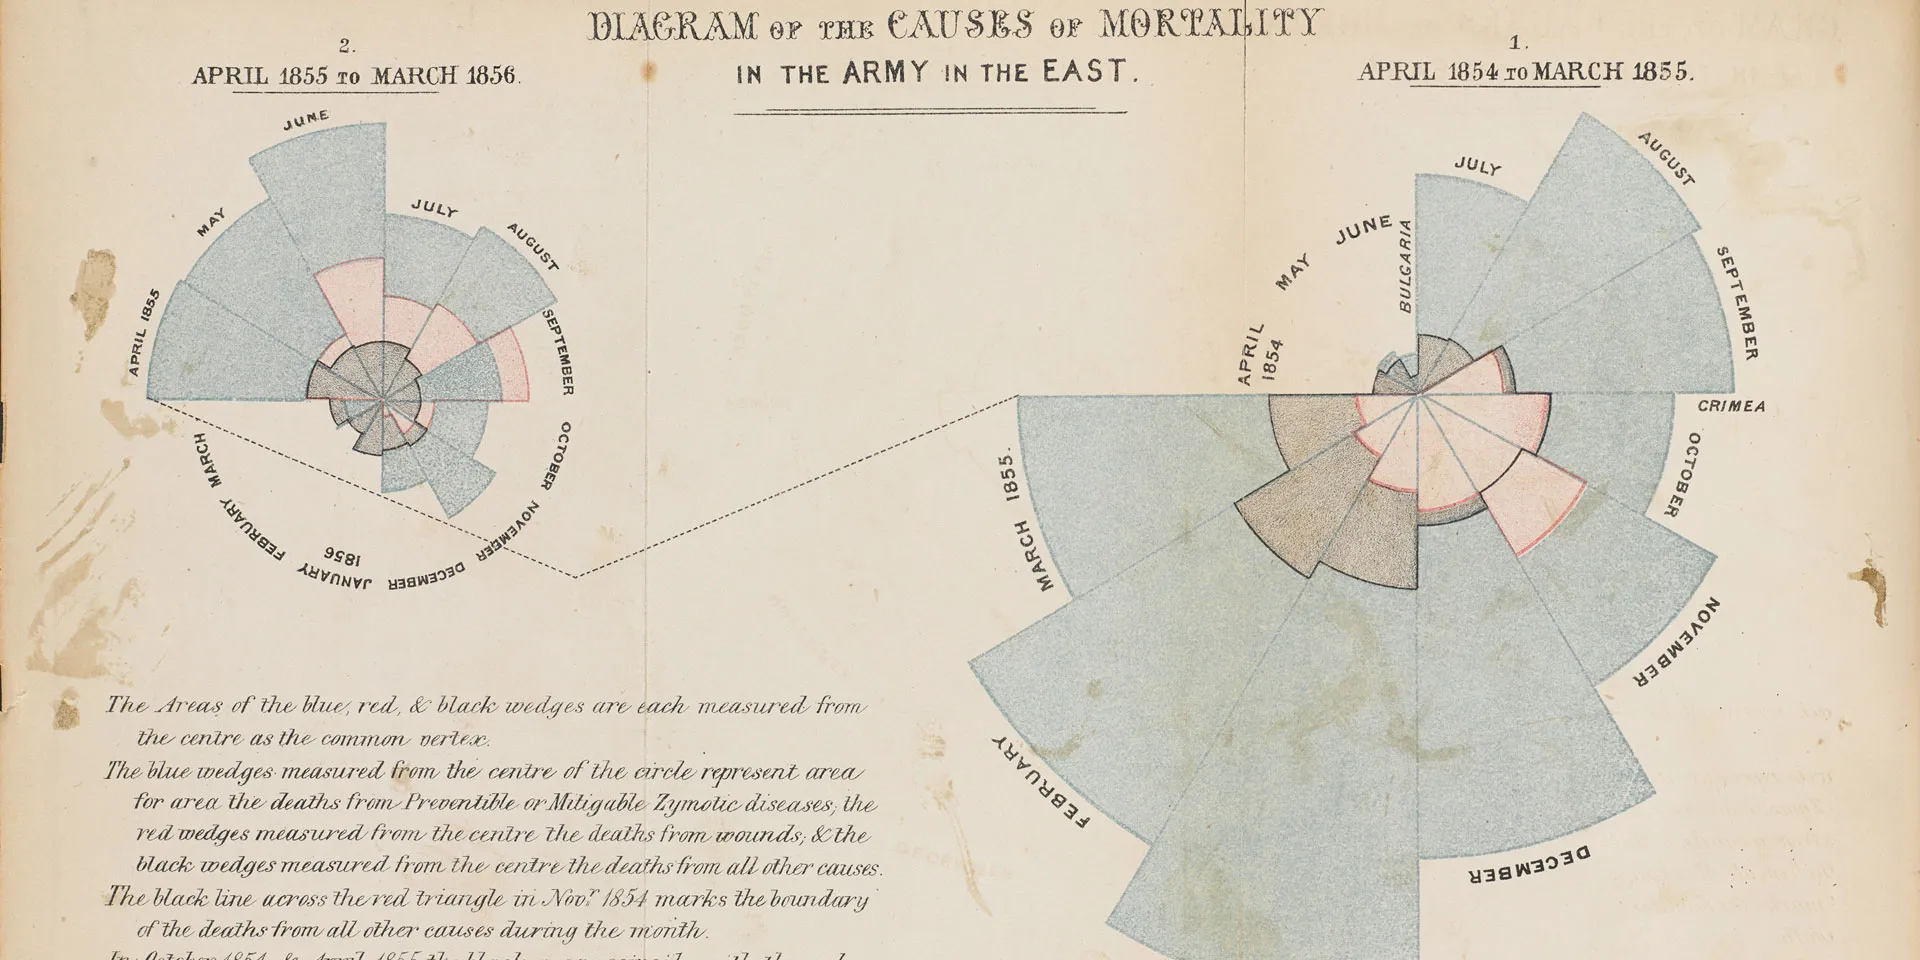 DIAGRAM OF THE CAUSES OF MORTALITY
IN THE ARMY IN THE EAST.
2.
APRIL 1855 TO MARCH 1856.
1.
APRIL 1854 TO MARCH 1855.
JUNE
MAY
APRIL 1855
JULY
AUGUST
SEPTEMBER
OCTOBER
NOVEMBER
DECEMBER
JANUARY
1856
FEBRUARY
MARCH
APRIL
1854
MAY
JUNE
BULGARIA
JULY
AUGUST
SEPTEMBER
CRIMEA
OCTOBER
NOVEMBER
DECEMBER
FEBRUARY
MARCH 1855.
The Areas of the blue, red, & black wedges are each measured from
the centre as the common vertex.
The blue wedges measured from the centre of the circle represent area
for area the deaths from Preventible or Mitigable Zymotic diseases; the
red wedges measured from the centre the deaths from wounds; & the
black wedges measured from the centre the deaths from all other causes.
The black line across the red triangle in Novr. 1854 marks the boundary
of the deaths from all other causes during the month.
In October 1854, & April 1855 the black